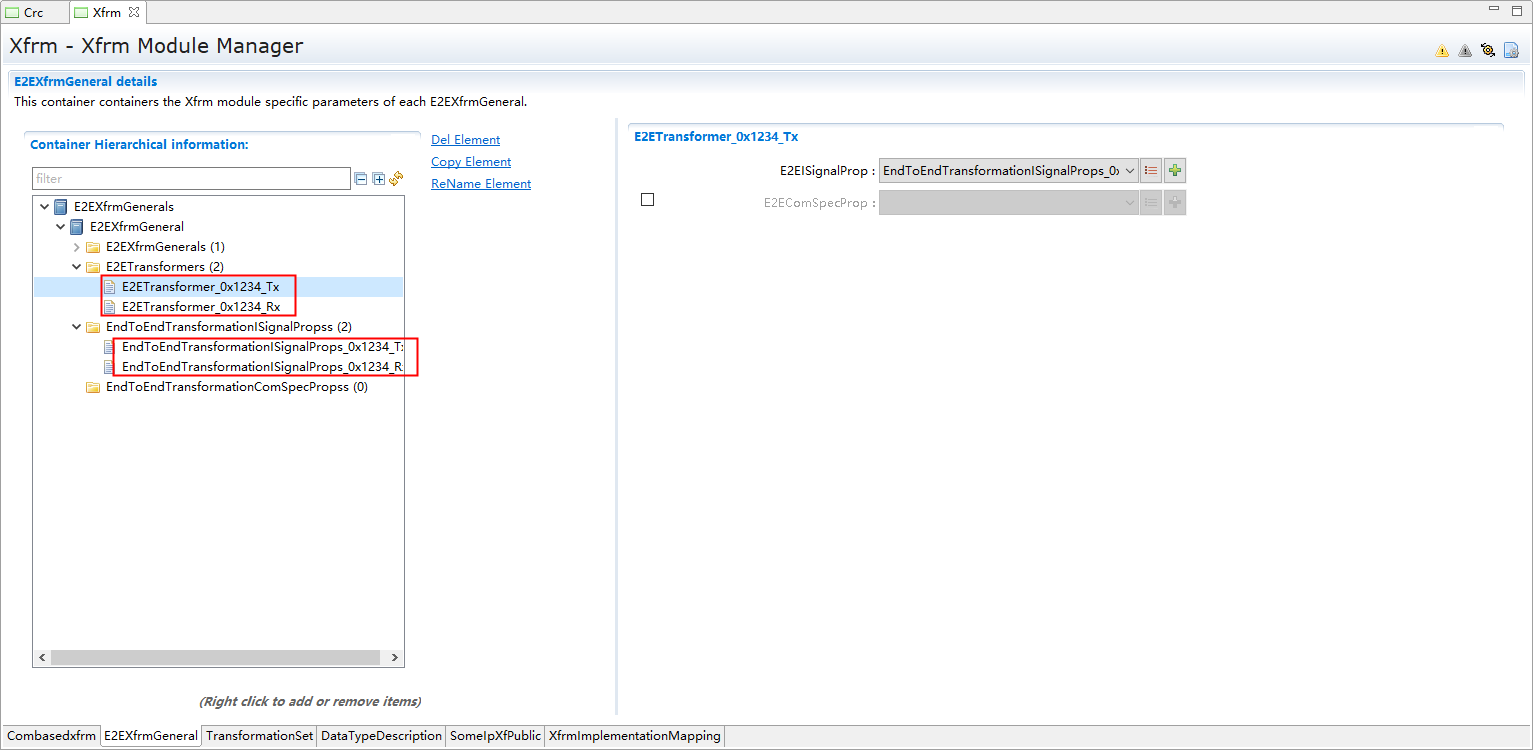 Crc
Xfrm
Xfrm - Xfrm Module Manager
E2EXfrmGeneral details
This container containers the Xfrm module specific parameters of each E2EXfrmGeneral.
Container Hierarchical information:
filter
Del Element
Copy Element
ReName Element
E2EXfrmGenerals
E2EXfrmGeneral
E2EXfrmGenerals (1)
E2ETransformers (2)
E2ETransformer_0x1234_Tx
E2ETransformer_0x1234_Rx
EndToEndTransformationISignalPropss (2)
EndToEndTransformationISignalProps_0x1234_T
EndToEndTransformationISignalProps_0x1234_R
EndToEndTransformationComSpecPropss (0)
(Right click to add or remove items)
E2ETransformer_0x1234_Tx
E2EISignalProp : EndToEndTransformationISignalProps_0x
E2EComSpecProp :
Combasedxfrm E2EXfrmGeneral TransformationSet DataTypeDescription SomeIpXfPublic XfrmImplementationMapping